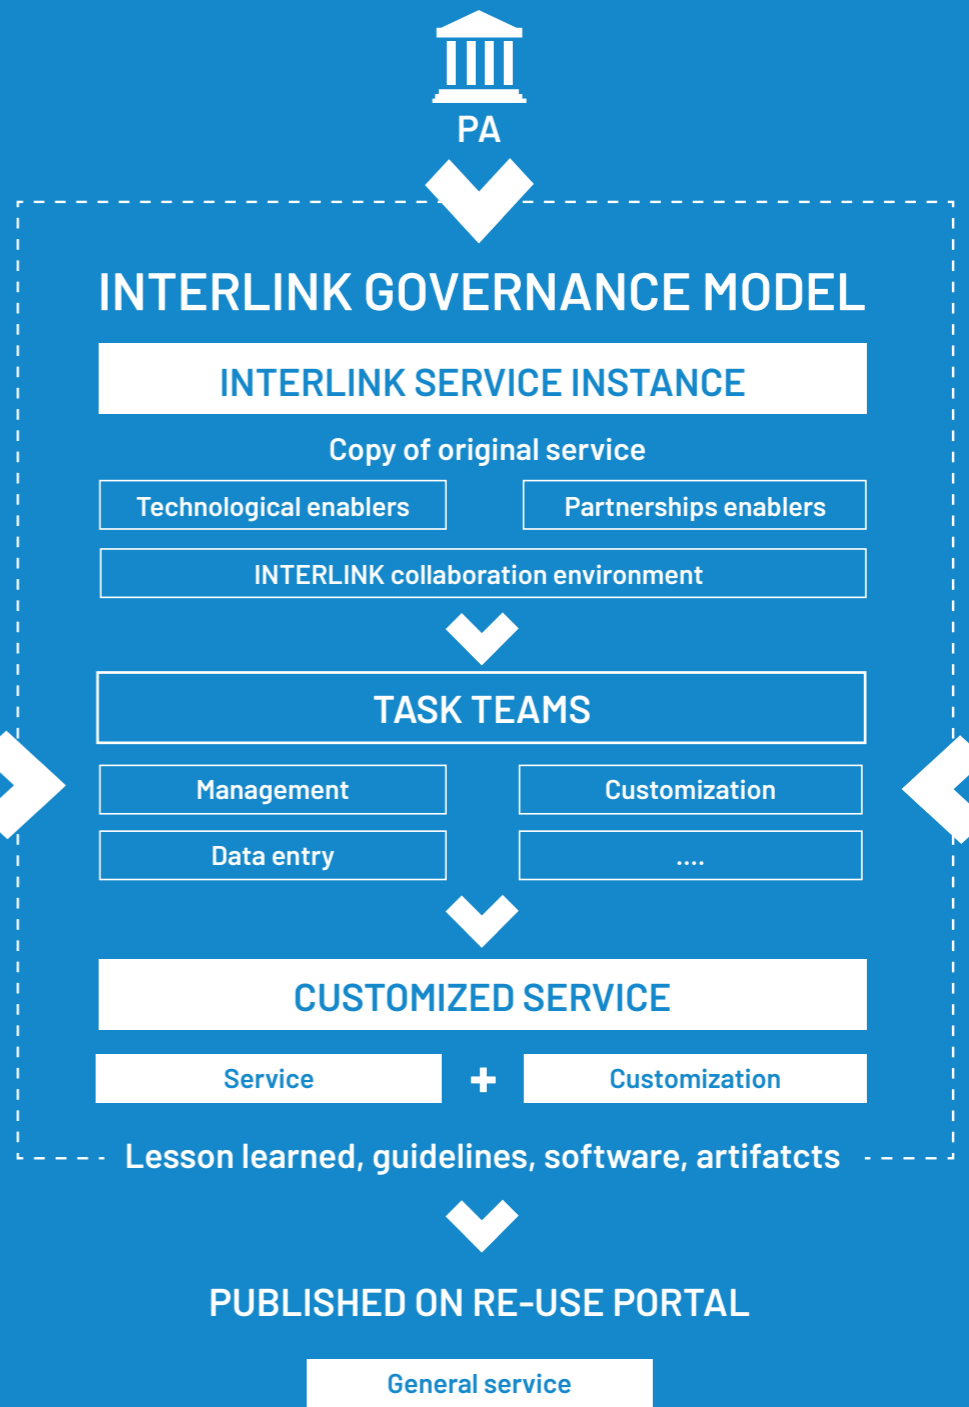 PA
INTERLINK GOVERNANCE MODEL
INTERLINK SERVICE INSTANCE
Copy of original service
Technological enablers
Partnerships enablers
INTERLINK collaboration environment
TASK TEAMS
Management
Customization
Data entry
....
CUSTOMIZED SERVICE
Service + Customization
Lesson learned, guidelines, software, artifatcts
PUBLISHED ON RE-USE PORTAL
General service